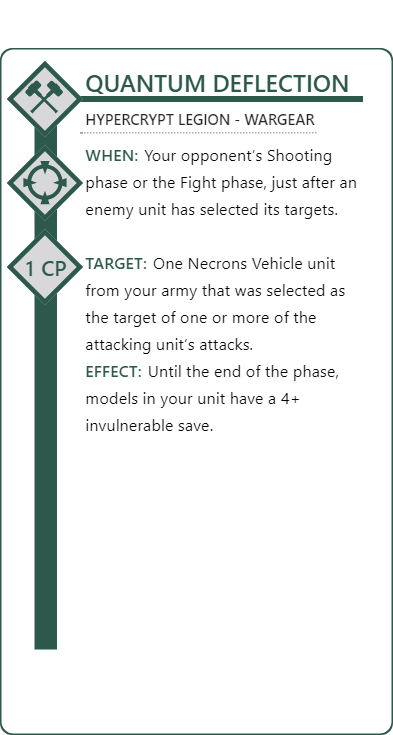 QUANTUM DEFLECTION
HYPERCRYPT LEGION - WARGEAR
WHEN: Your opponent's Shooting
phase or the Fight phase, just after an
enemy unit has selected its targets.
1 CP
TARGET: One Necrons Vehicle unit
from your army that was selected as
the target of one or more of the
attacking unit's attacks.
EFFECT: Until the end of the phase,
models in your unit have a 4+
invulnerable save.